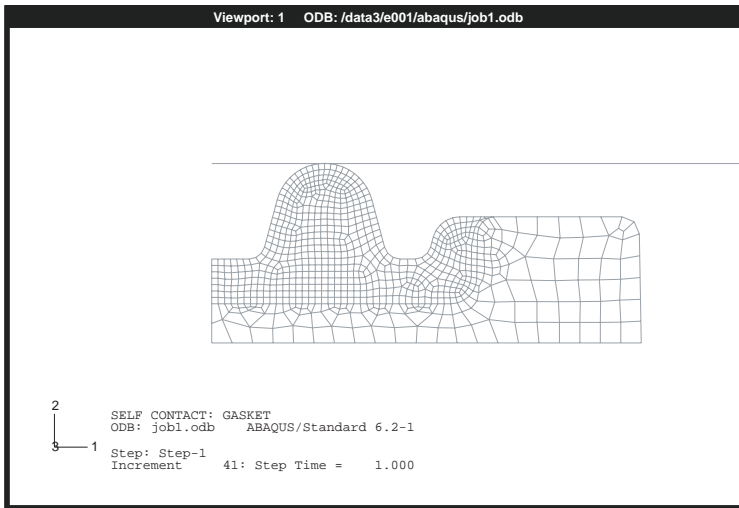 Viewport: 1 ODB: /data3/e001/abaqus/job1.odb
2
3 1
SELF CONTACT: GASKET
ODB: job1.odb ABAQUS/Standard 6.2-1
Step: Step-1
Increment 41: Step Time = 1.000